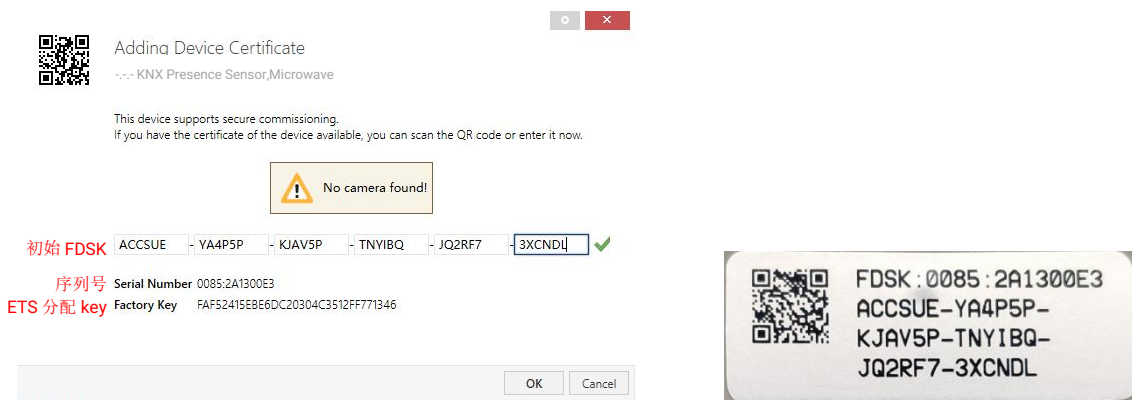 Adding Device Certificate
-.-.- KNX Presence Sensor,Microwave
This device supports secure commissioning.
If you have the certificate of the device available, you can scan the QR code or enter it now.
No camera found!
初始 FDSK ACCSUE - YA4P5P - KJAV5P - TNYIBQ - JQ2RF7 - 3XCNDL
序列号 Serial Number 0085:2A1300E3
ETS 分配 key Factory Key FAF52415EBE6DC20304C3512FF771346
OK Cancel
FDSK:0085:2A1300E3
ACCSUE-YA4P5P-
KJAV5P-TNYIBQ-
JQ2RF7-3XCNDL